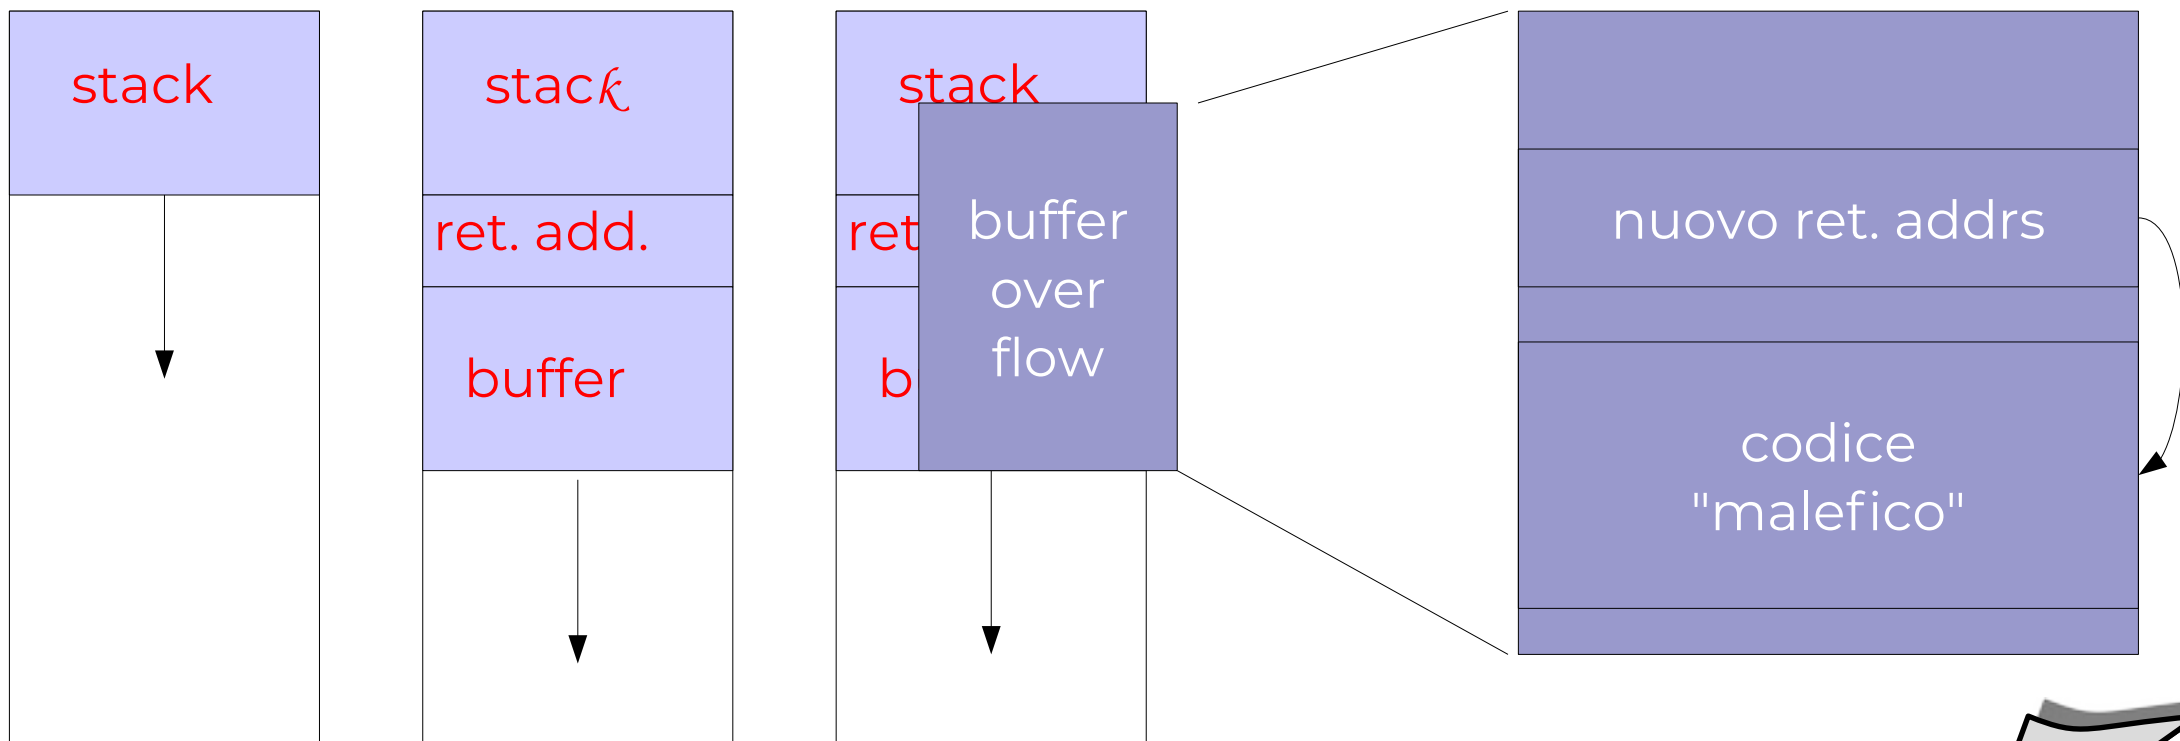 stack
stack
ret. add.
buffer
stack
ret
b
buffer
over
flow
nuovo ret. addrs
codice
"malefico"